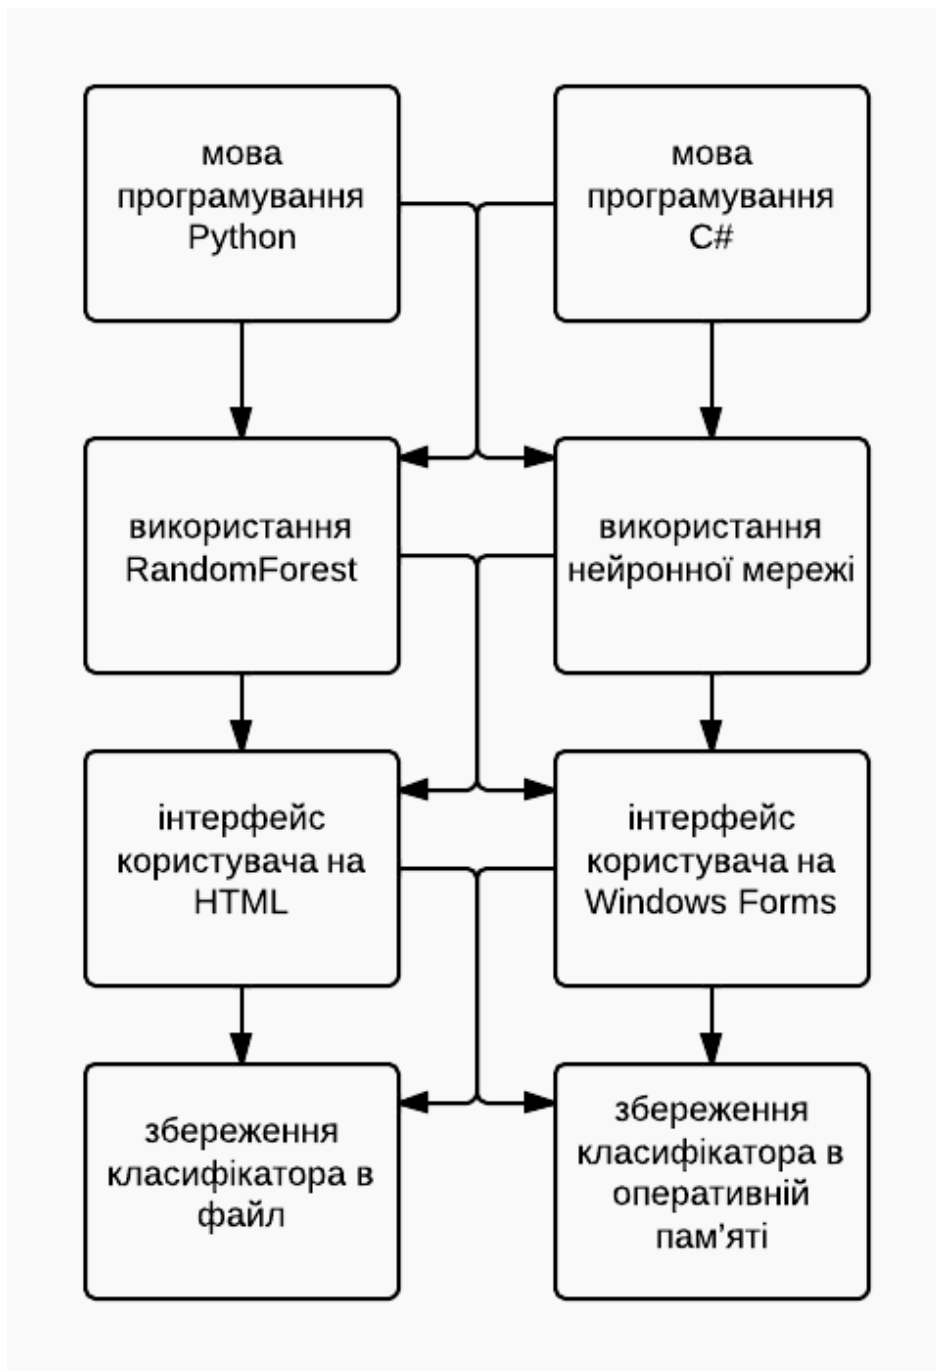 мова
програмування
Python
мова
програмування
C#
використання
RandomForest
використання
нейронної мережі
інтерфейс
користувача на
HTML
інтерфейс
користувача на
Windows Forms
збереження
класифікатора в
файл
збереження
класифікатора в
оперативній
пам’яті